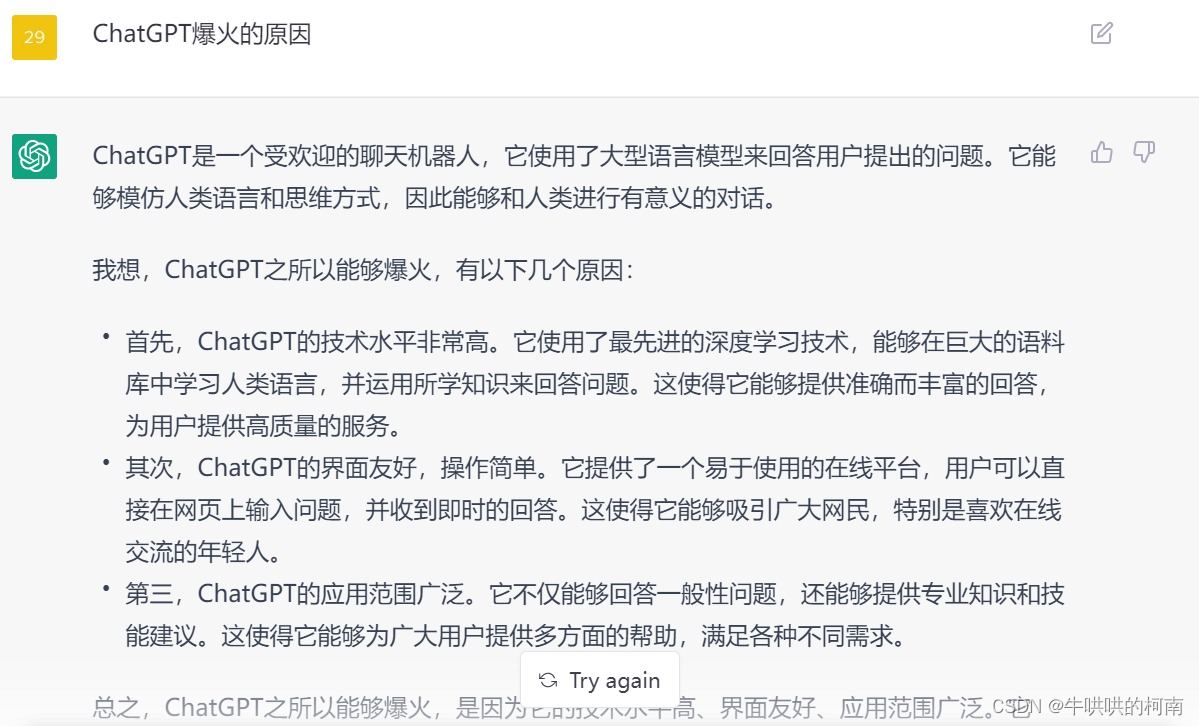 29
ChatGPT爆火的原因
ChatGPT是一个受欢迎的聊天机器人，它使用了大型语言模型来回答用户提出的问题。它能
够模仿人类语言和思维方式，因此能够和人类进行有意义的对话。
我想，ChatGPT之所以能够爆火，有以下几个原因：
• 首先，ChatGPT的技术水平非常高。它使用了最先进的深度学习技术，能够在巨大的语料
库中学习人类语言，并运用所学知识来回答问题。这使得它能够提供准确而丰富的回答，
为用户提供高质量的服务。
• 其次，ChatGPT的界面友好，操作简单。它提供了一个易于使用的在线平台，用户可以直
接在网页上输入问题，并收到即时的回答。这使得它能够吸引广大网民，特别是喜欢在线
交流的年轻人。
• 第三，ChatGPT的应用范围广泛。它不仅能够回答一般性问题，还能够提供专业知识和技
能建议。这使得它能够为广大用户提供多方面的帮助，满足各种不同需求。
Try again
总之，ChatGPT之所以能够爆火，是因为它的技术水平高、界面友好、应用范围广泛。
CSDN @牛哄哄的柯南